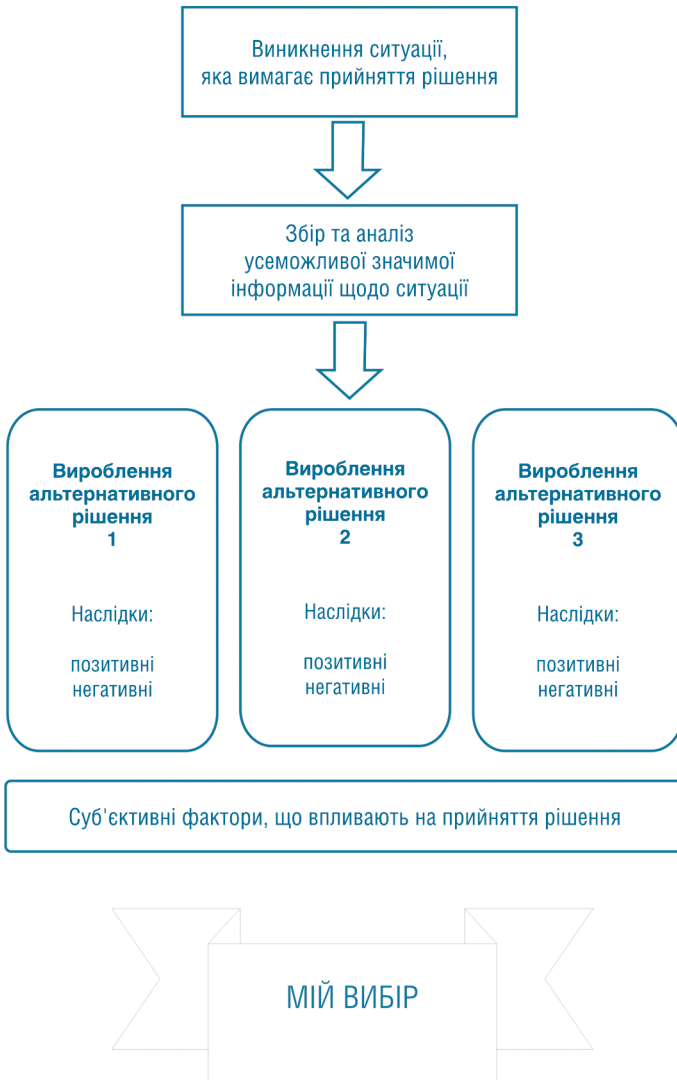 Виникнення ситуації,
яка вимагає прийняття рішення
Збір та аналіз
усеможливої значимої
інформації щодо ситуації
Вироблення
альтернативного
рішення
1
Наслідки:
позитивні
негативні
Вироблення
альтернативного
рішення
2
Наслідки:
позитивні
негативні
Вироблення
альтернативного
рішення
3
Наслідки:
позитивні
негативні
Суб'єктивні фактори, що впливають на прийняття рішення
МІЙ ВИБІР